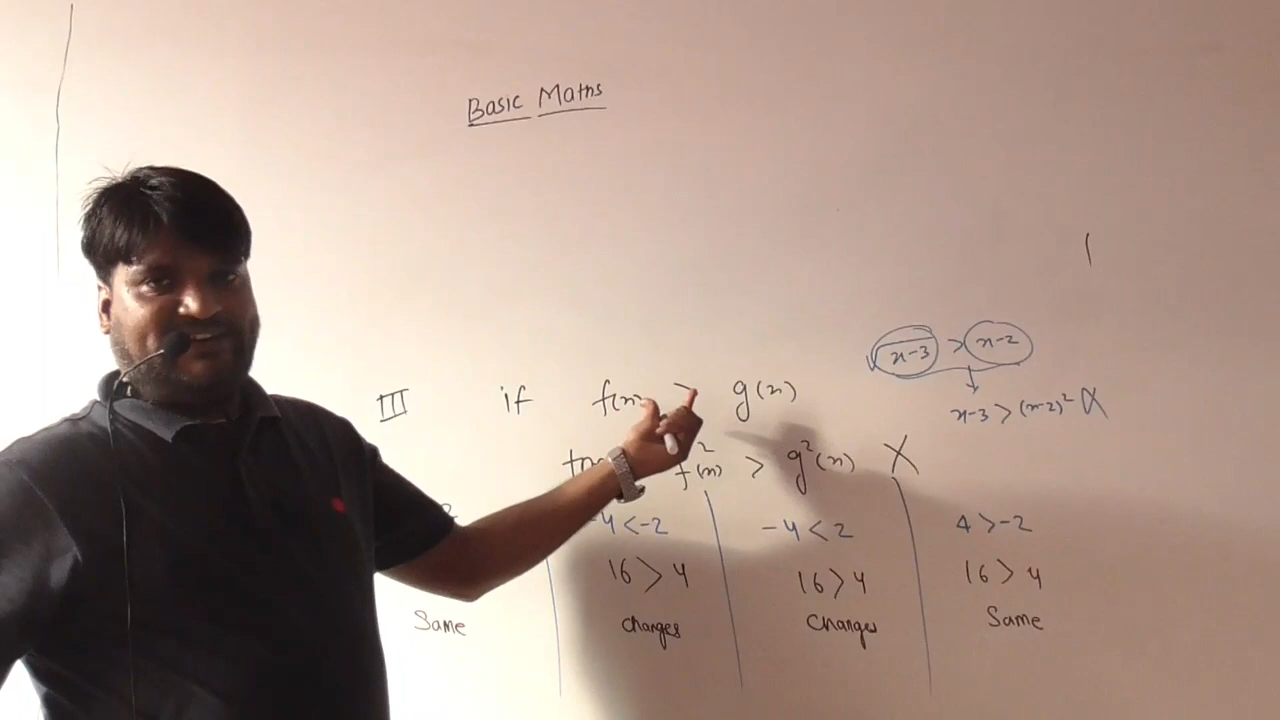 Basic Maths
x-3 > x-2
x-3 > (x-2)² X
III if f(x) > g(x)
f²(x) > g²(x) X
-4 < -2 -4 < 2 4 > -2
16 > 4 16 > 4 16 > 4
Same changes Changes Same